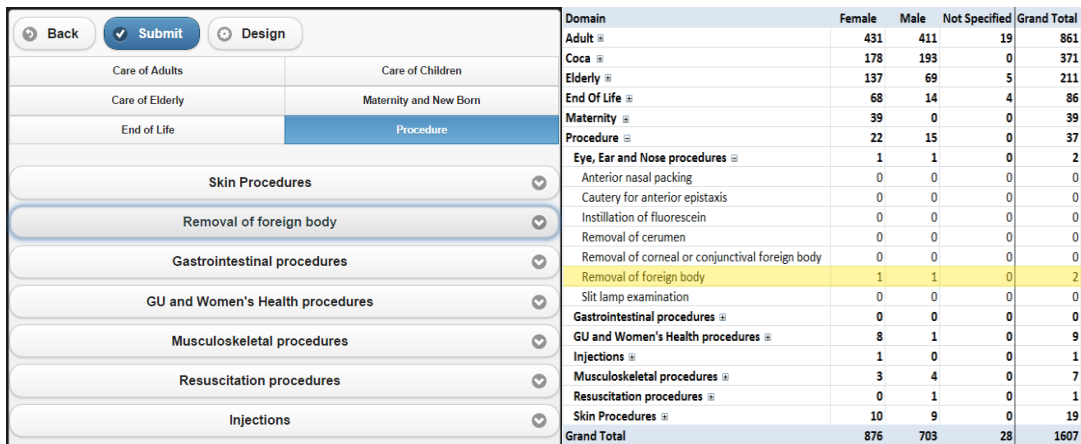 Back Submit Design
Care of Adults Care of Children
Care of Elderly Maternity and New Born
End of Life Procedure
Skin Procedures
Removal of foreign body
Gastrointestinal procedures
GU and Women's Health procedures
Musculoskeletal procedures
Resuscitation procedures
Injections
Domain Female Male Not Specified Grand Total
Adult 431 411 19 861
Coca 178 193 0 371
Elderly 137 69 5 211
End Of Life 68 14 4 86
Maternity 39 0 0 39
Procedure 22 15 0 37
Eye, Ear and Nose procedures 1 1 0 2
Anterior nasal packing 0 0 0 0
Cautery for anterior epistaxis 0 0 0 0
Instillation of fluorescein 0 0 0 0
Removal of cerumen 0 0 0 0
Removal of corneal or conjunctival foreign body 0 0 0 0
Removal of foreign body 1 1 0 2
Slit lamp examination 0 0 0 0
Gastrointestinal procedures 0 0 0 0
GU and Women's Health procedures 8 1 0 9
Injections 1 0 0 1
Musculoskeletal procedures 3 4 0 7
Resuscitation procedures 0 1 0 1
Skin Procedures 10 9 0 19
Grand Total 876 703 28 1607